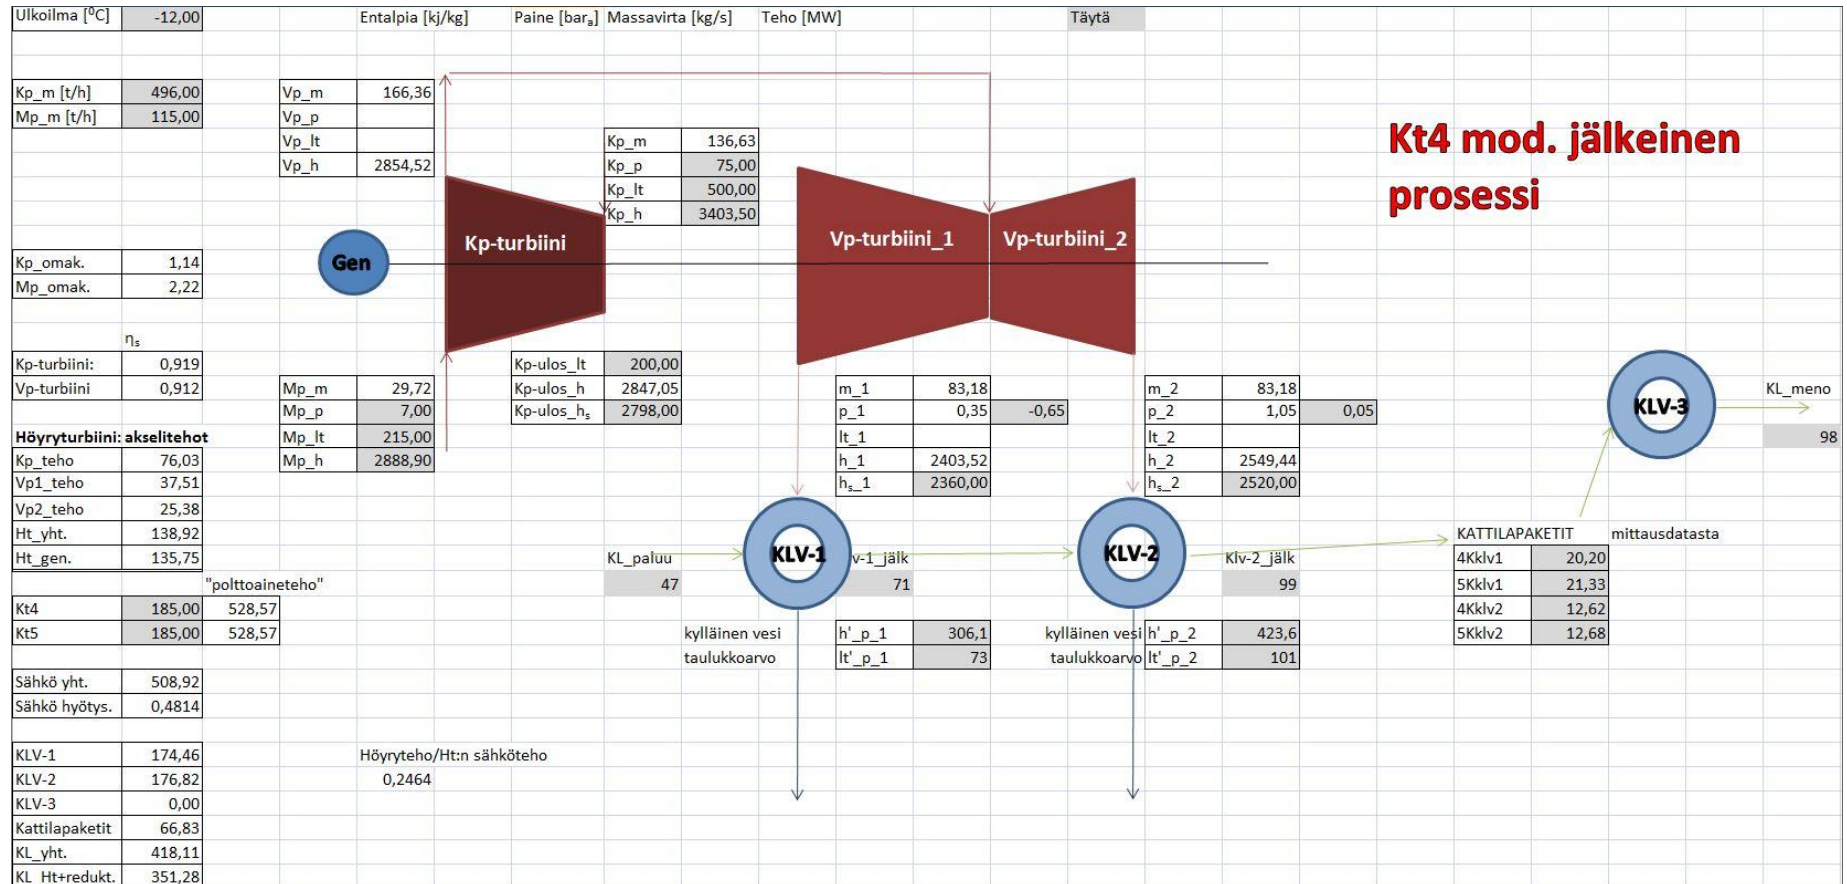 Ulkoilma [⁰C] -12,00 Entalpia [kj/kg] Paine [barₐ] Massavirta [kg/s] Teho [MW] Täytä
Kp_m [t/h] 496,00 Vp_m 166,36
Mp_m [t/h] 115,00 Vp_p
Vp_lt Kp_m 136,63
Vp_h 2854,52 Kp_p 75,00
Kp_lt 500,00
Kp_h 3403,50
Kt4 mod. jälkeinen
prosessi
Kp-turbiini Vp-turbiini_1 Vp-turbiini_2
Gen
Kp_omak. 1,14
Mp_omak. 2,22
ηₛ
Kp-turbiini: 0,919 Kp-ulos_lt 200,00
Vp-turbiini 0,912 Mp_m 29,72 Kp-ulos_h 2847,05 m_1 83,18 m_2 83,18 KL_meno
Mp_p 7,00 Kp-ulos_hₛ 2798,00 p_1 0,35 -0,65 p_2 1,05 0,05 KLV-3
Höyryturbiini: akselitehot Mp_lt 215,00 lt_1 lt_2 98
Kp_teho 76,03 Mp_h 2888,90 h_1 2403,52 h_2 2549,44
Vp1_teho 37,51 hₛ_1 2360,00 hₛ_2 2520,00
Vp2_teho 25,38
Ht_yht. 138,92 KATTILAPAKETIT mittausdatasta
Ht_gen. 135,75 KL_paluu KLV-1 v-1_jälk KLV-2 Klv-2_jälk 4Kklv1 20,20
"polttoaineteho" 47 71 99 5Kklv1 21,33
Kt4 185,00 528,57 4Kklv2 12,62
Kt5 185,00 528,57 kylläinen vesi h'_p_1 306,1 kylläinen vesi h'_p_2 423,6 5Kklv2 12,68
taulukkoarvo lt'_p_1 73 taulukkoarvo lt'_p_2 101
Sähkö yht. 508,92
Sähkö hyötys. 0,4814
KLV-1 174,46 Höyryteho/Ht:n sähköteho
KLV-2 176,82 0,2464
KLV-3 0,00
Kattilapaketit 66,83
KL_yht. 418,11
KL_Ht+redukt. 351,28